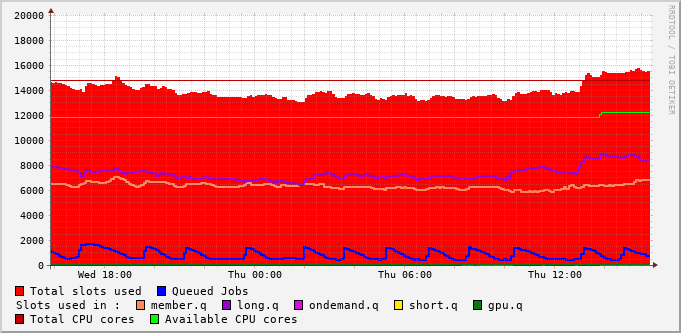 20000
18000
16000
14000
12000
10000
8000
6000
4000
2000
0
Wed 18:00 Thu 00:00 Thu 06:00 Thu 12:00
RRDTOOL / TOBI OETIKER
Total slots used Queued Jobs
Slots used in : member.q long.q ondemand.q short.q gpu.q
Total CPU cores Available CPU cores